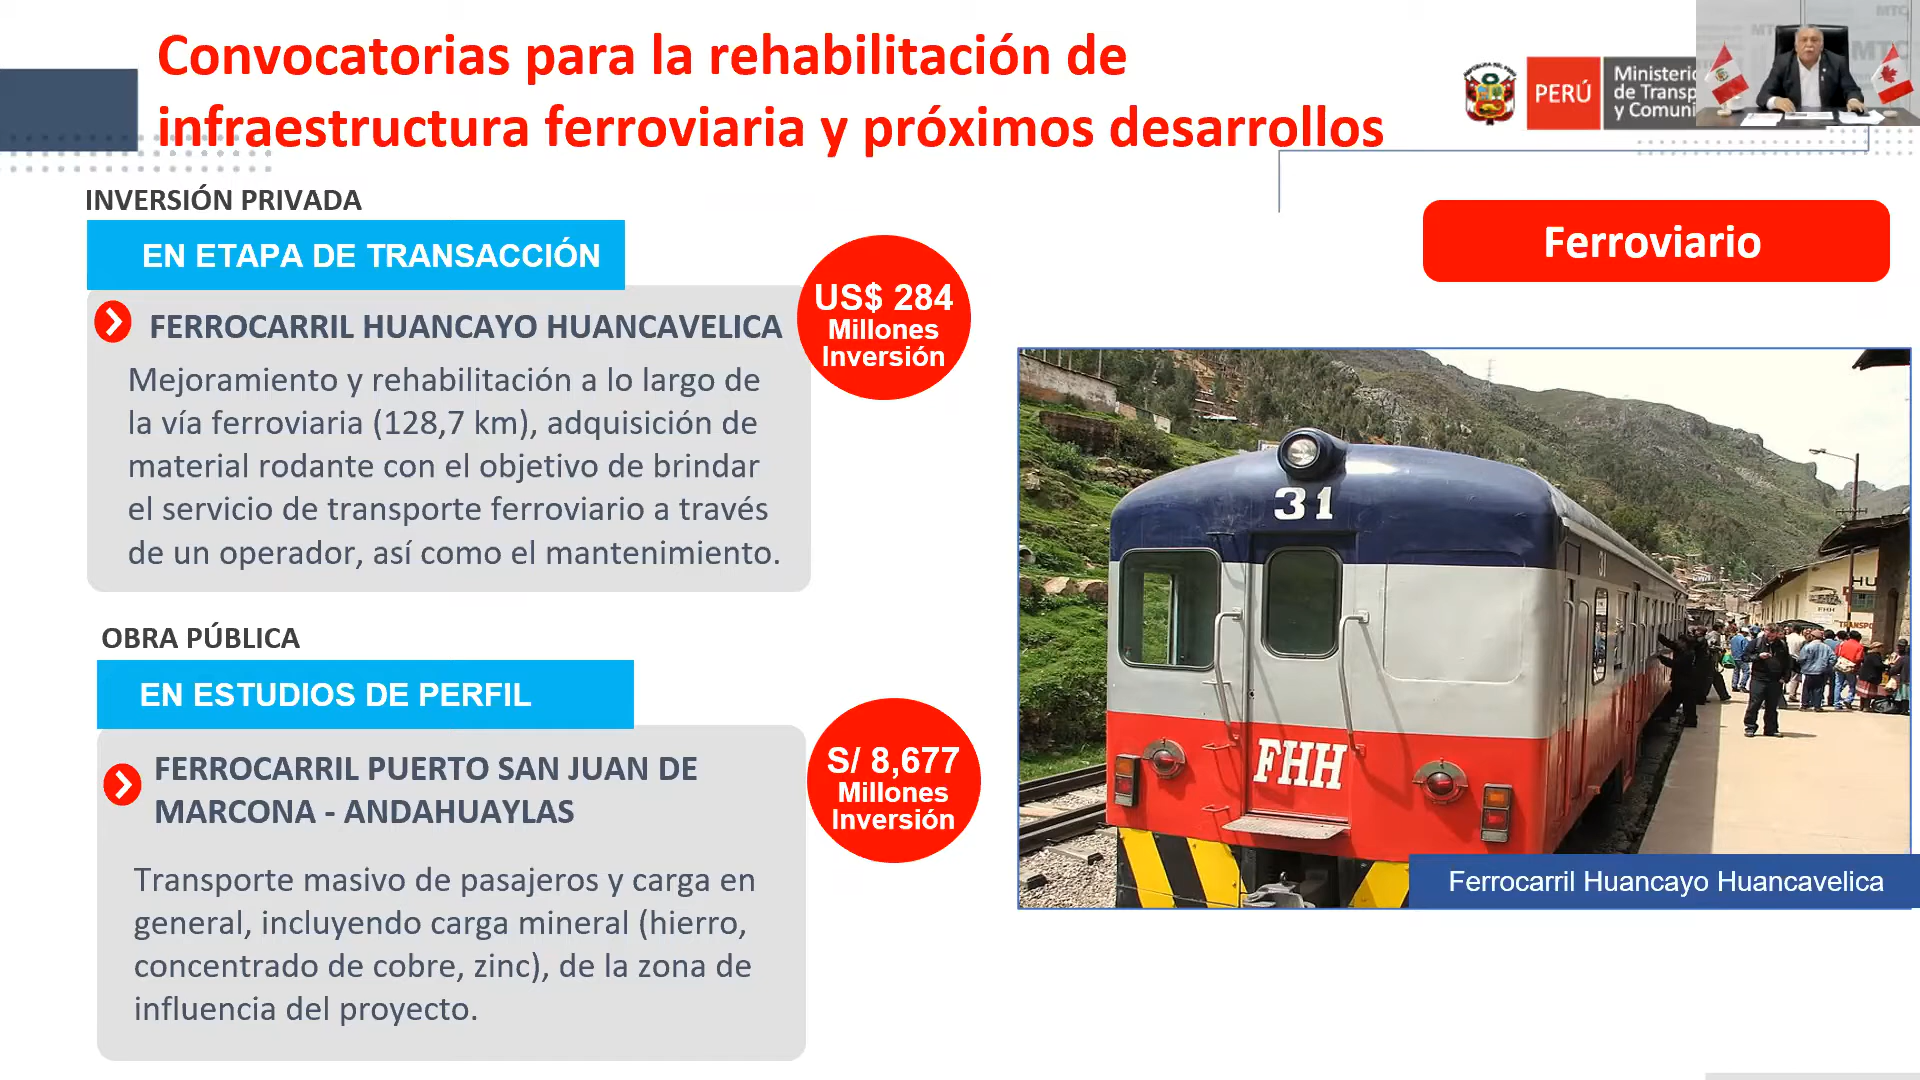 Convocatorias para la rehabilitación de
infraestructura ferroviaria y próximos desarrollos
PERÚ
de
y
INVERSIÓN PRIVADA
EN ETAPA DE TRANSACCIÓN
FERROCARRIL HUANCAYO HUANCAVELICA
Mejoramiento y rehabilitación a lo largo de
la vía ferroviaria (128,7 km), adquisición de
material rodante con el objetivo de brindar
el servicio de transporte ferroviario a través
de un operador, así como el mantenimiento.
US$ 284
Millones
Inversión
OBRA PÚBLICA
EN ESTUDIOS DE PERFIL
FERROCARRIL PUERTO SAN JUAN DE
MARCONA - ANDAHUAYLAS
Transporte masivo de pasajeros y carga en
general, incluyendo carga mineral (hierro,
concentrado de cobre, zinc), de la zona de
influencia del proyecto.
S/ 8,677
Millones
Inversión
Ferroviario
31
31
FHH
FHH
Ferrocarril Huancayo Huancavelica